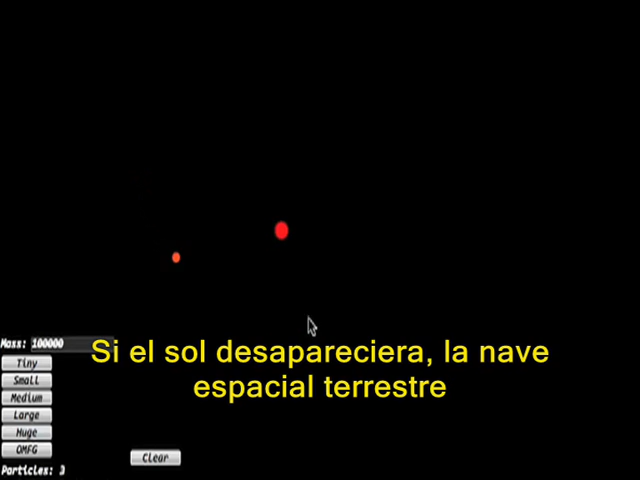 Mass: 100000
Si el sol desapareciera, la nave
espacial terrestre
Tiny
Small
Medium
Large
Huge
OMFG
Clear
Particles: 3